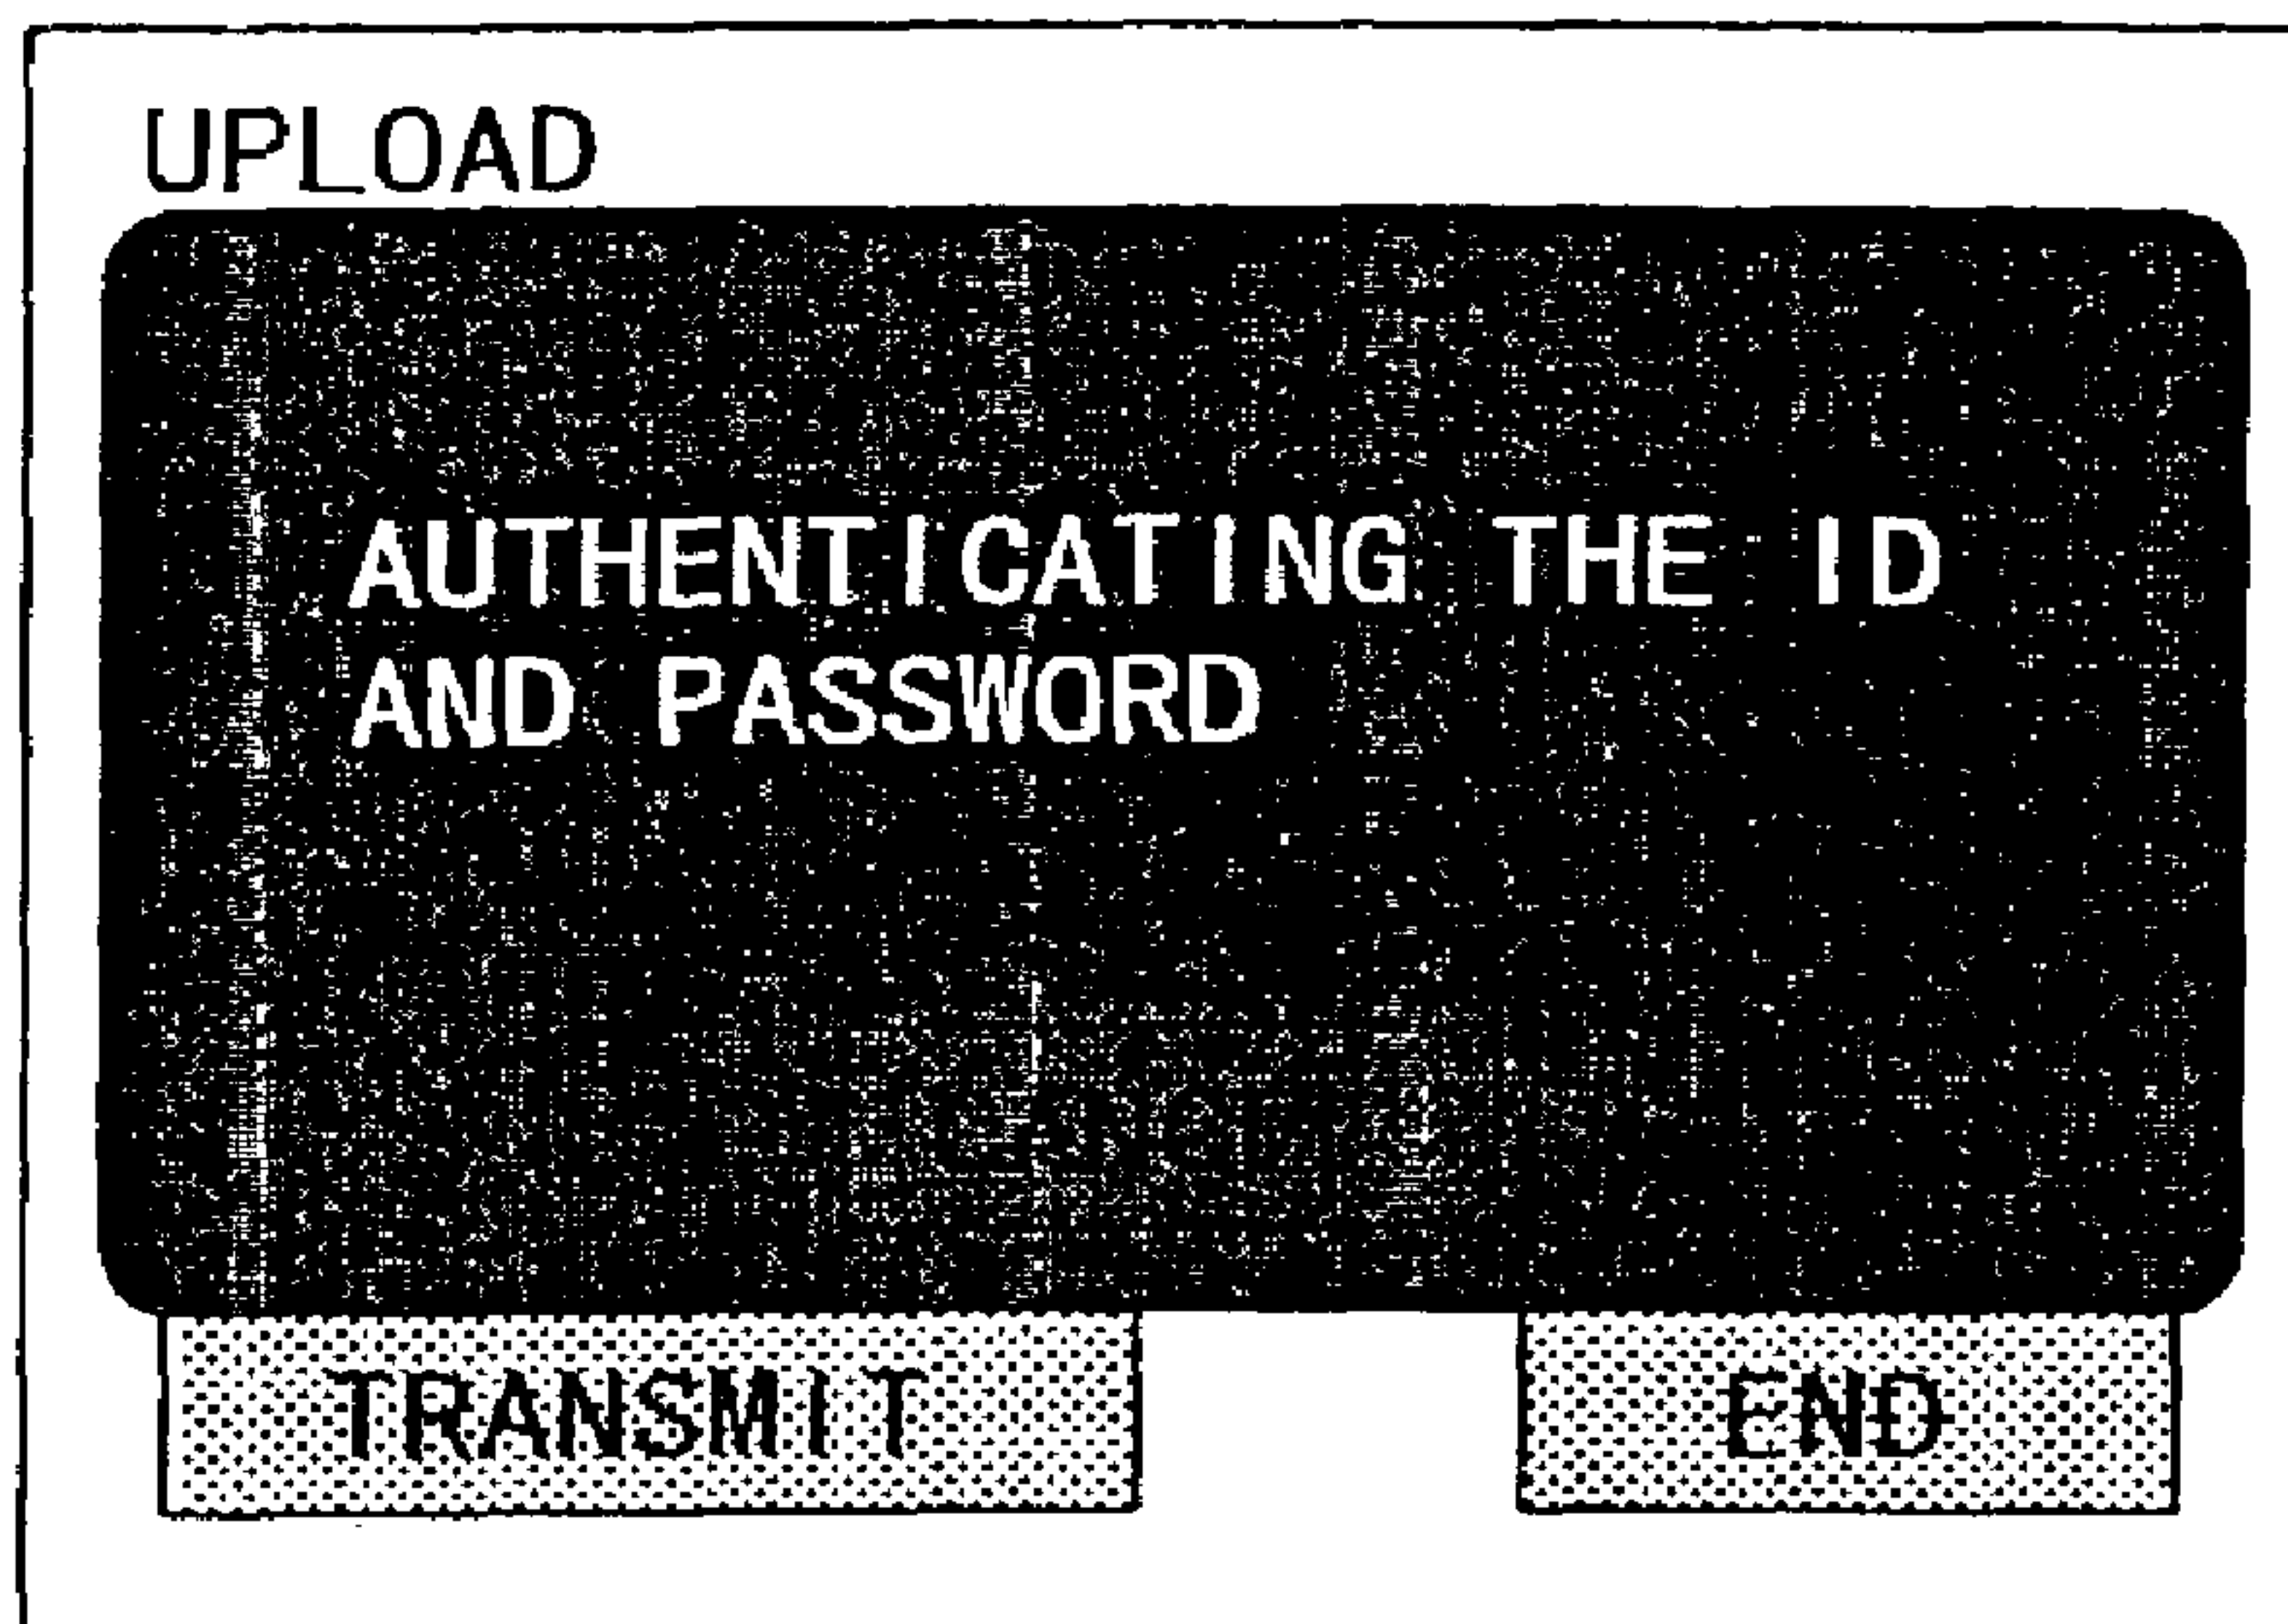 UPLOAD
AUTHENTICATING THE ID
AND PASSWORD
TRANSMIT
END